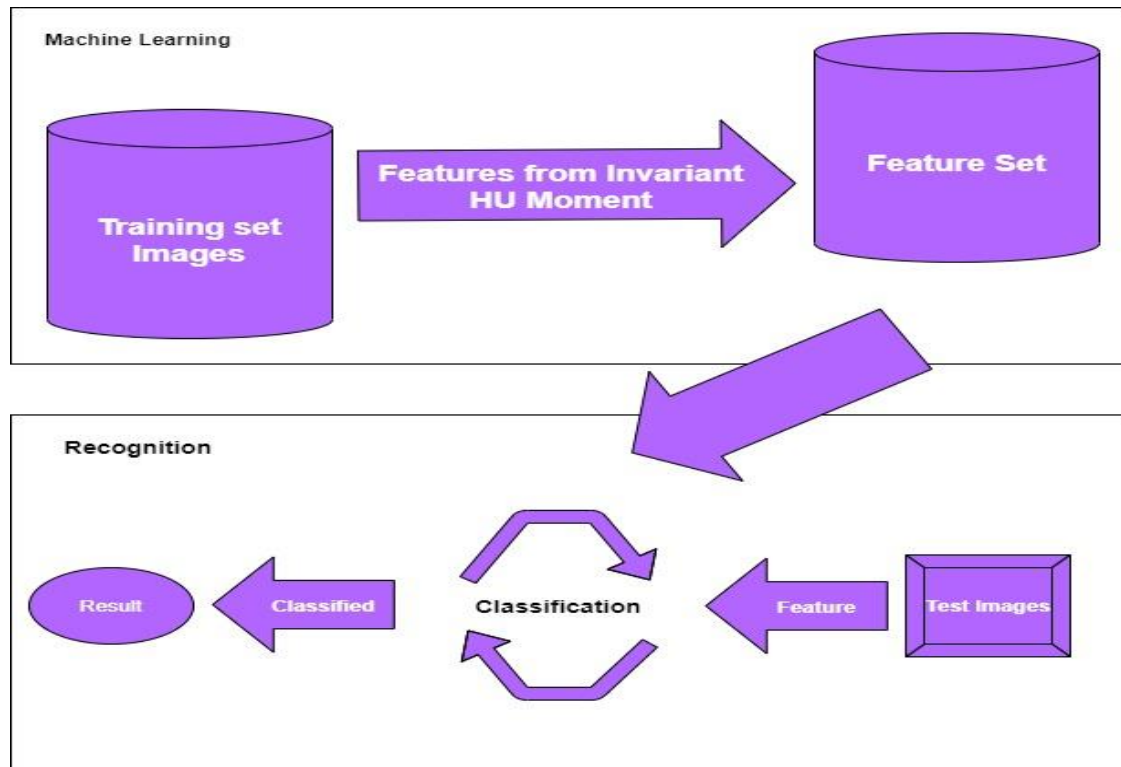 Machine Learning
Training set
Images
Features from Invariant
HU Moment
Feature Set
Recognition
Result
Classified
Classification
Feature
Test Images